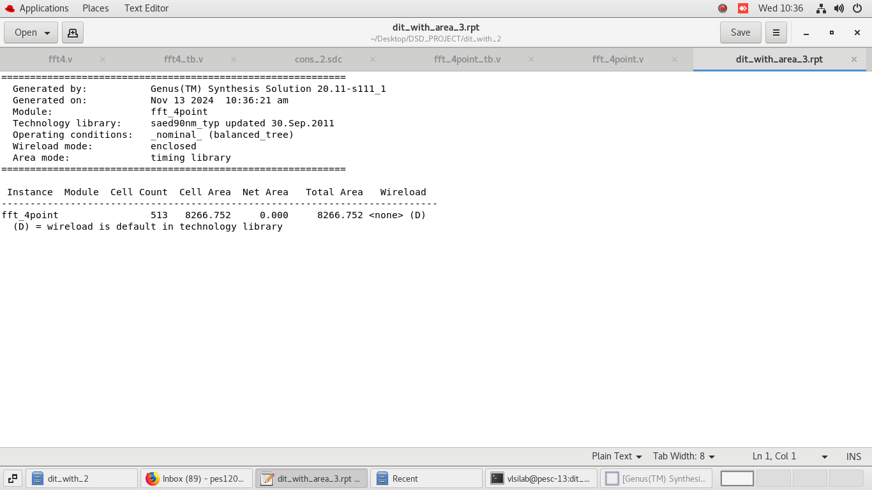 Applications Places Text Editor Wed 10:36
Open dit_with_area_3.rpt Save
~/Desktop/DSD_PROJECT/dit_with_2
fft4.v fft4_tb.v cons_2.sdc fft_4point_tb.v fft_4point.v dit_with_area_3.rpt
============================================================
Generated by: Genus(TM) Synthesis Solution 20.11-s111_1
Generated on: Nov 13 2024 10:36:21 am
Module: fft_4point
Technology library: saed90nm_typ updated 30.Sep.2011
Operating conditions: _nominal_ (balanced_tree)
Wireload mode: enclosed
Area mode: timing library
============================================================
Instance Module Cell Count Cell Area Net Area Total Area Wireload
----------------------------------------------------------------------------
fft_4point 513 8266.752 0.000 8266.752 <none> (D)
(D) = wireload is default in technology library
Plain Text Tab Width: 8 Ln 1, Col 1 INS
dit_with_2 Inbox (89) - pes120... dit_with_area_3.rpt ... Recent vlsilab@pesc-13:dit_... [Genus(TM) Synthesi...